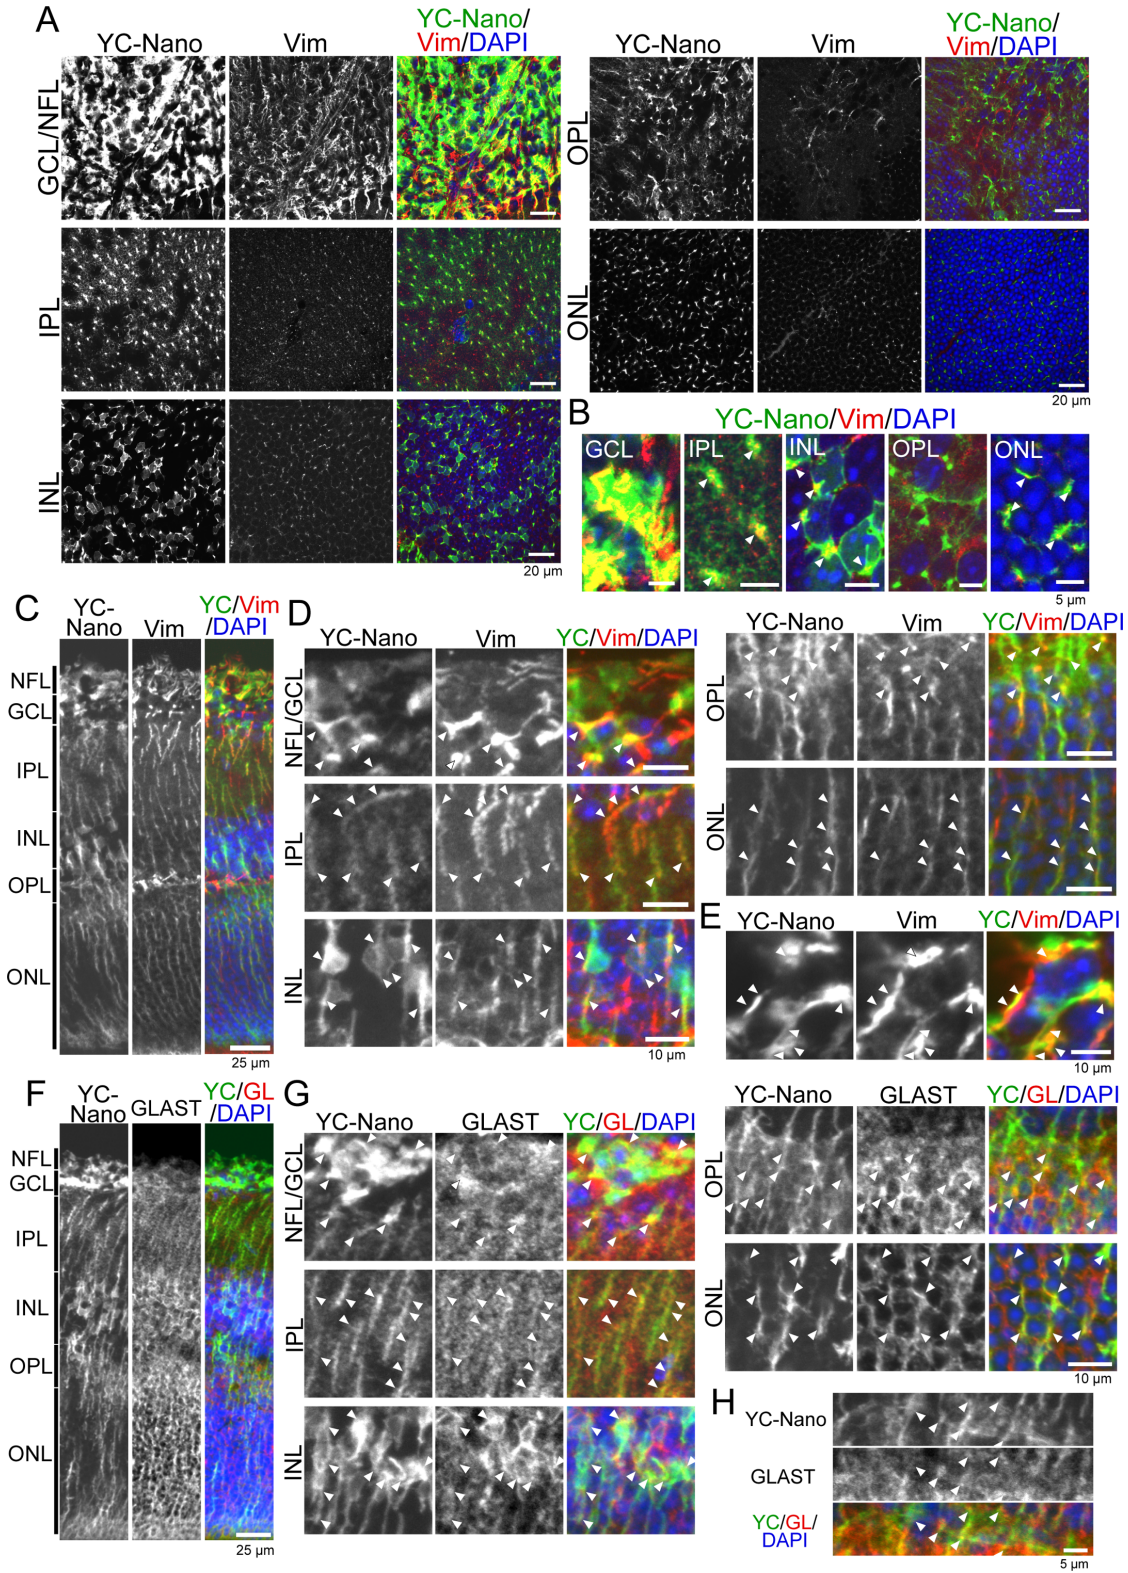 A
YC-Nano
Vim
YC-Nano/
Vim/DAPI
GCL/NFL
IPL
INL
20 µm
YC-Nano
Vim
YC-Nano/
Vim/DAPI
OPL
ONL
20 µm
B
YC-Nano/Vim/DAPI
GCL
IPL
INL
OPL
ONL
5 µm
C
YC-
Nano
Vim
YC/Vim
/DAPI
NFL
GCL
IPL
INL
OPL
ONL
25 µm
D
YC-Nano
Vim
YC/Vim/DAPI
NFL/GCL
IPL
INL
10 µm
YC-Nano
Vim
YC/Vim/DAPI
OPL
ONL
E
YC-Nano
Vim
YC/Vim/DAPI
10 µm
F
YC-
Nano
GLAST
YC/GL
/DAPI
NFL
GCL
IPL
INL
OPL
ONL
25 µm
G
YC-Nano
GLAST
YC/GL/DAPI
NFL/GCL
IPL
INL
YC-Nano
GLAST
YC/GL/DAPI
OPL
ONL
10 µm
H
YC-Nano
GLAST
YC/GL/
DAPI
5 µm